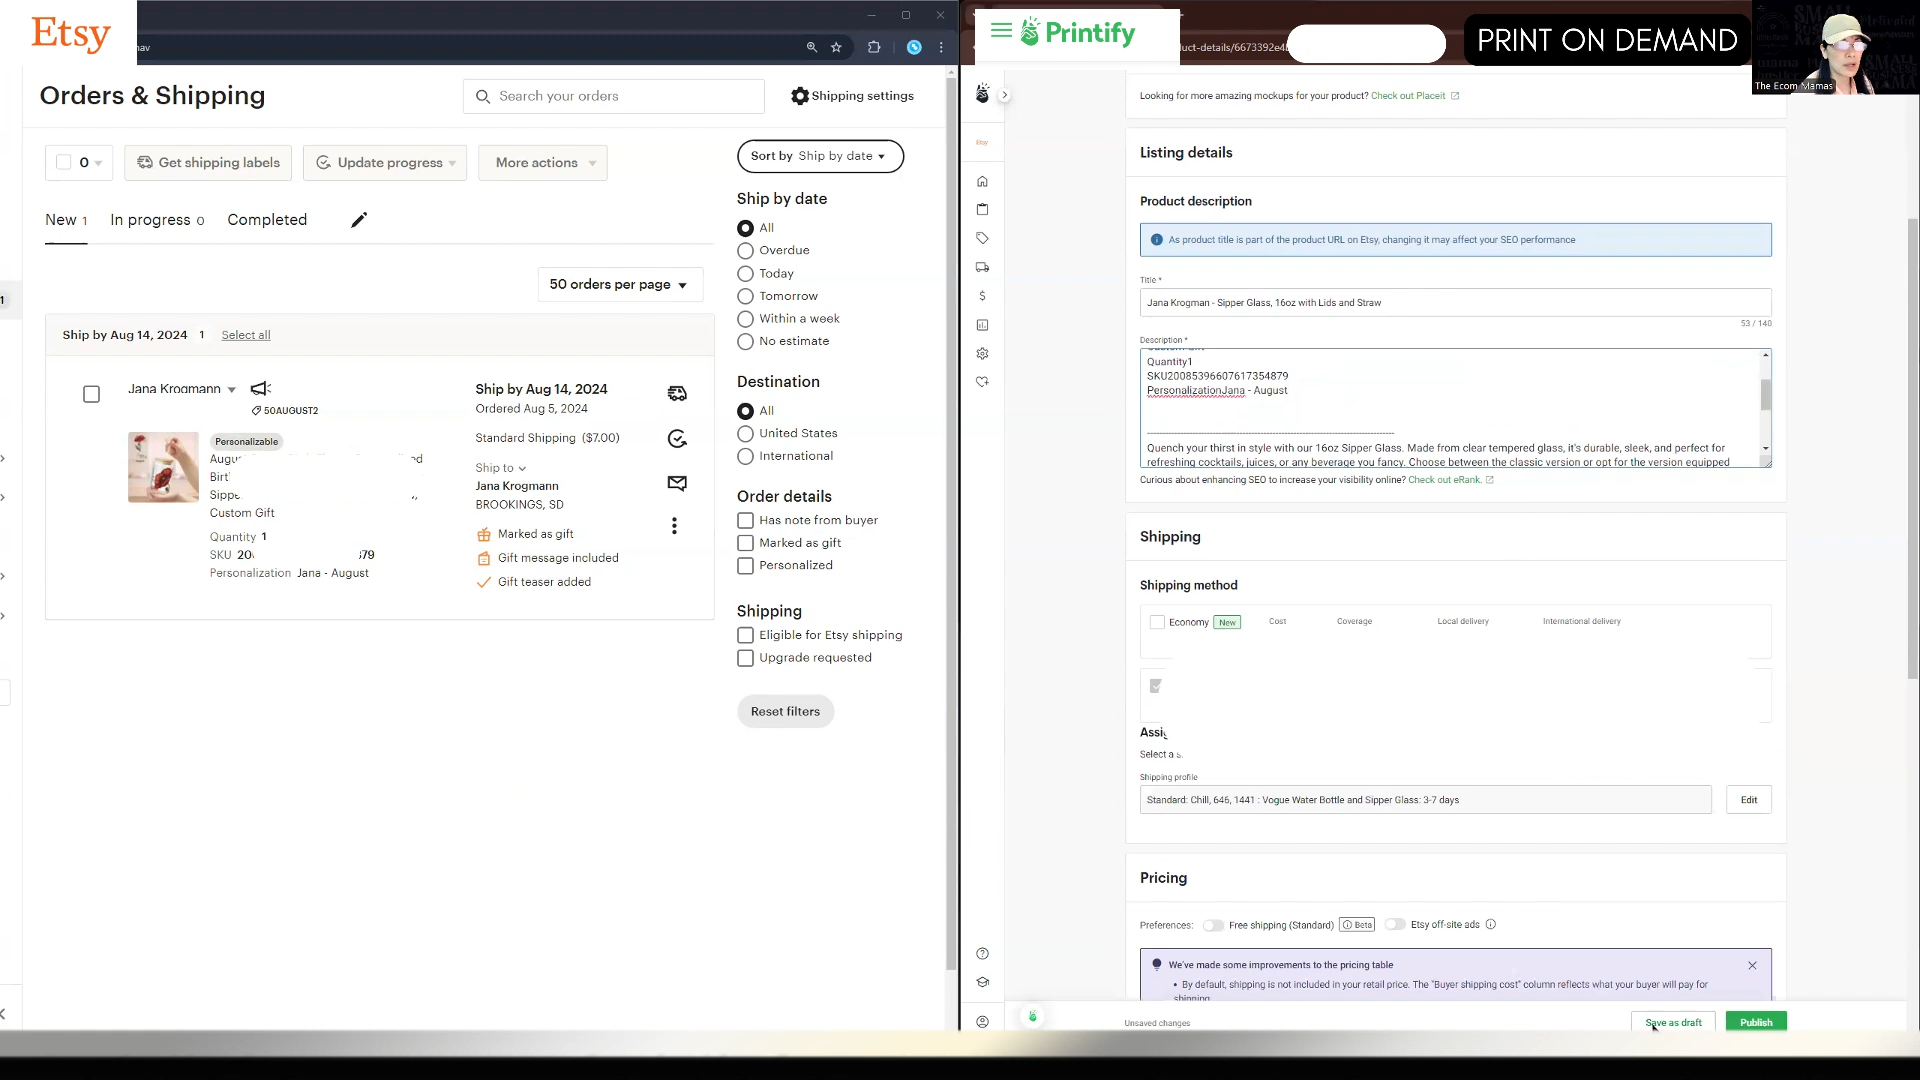 Etsy
nav
Orders & Shipping
Search your orders
Shipping settings
0
Get shipping labels
Update progress
More actions
Sort by Ship by date
New 1
In progress 0
Completed
50 orders per page
Ship by Aug 14, 2024 1 Select all
Jana Krogmann
50AUGUST2
Personalizable
Birt
Sippe
Custom Gift
Quantity 1
SKU 20 879
Personalization Jana - August
Ship by Aug 14, 2024
Ordered Aug 5, 2024
Standard Shipping ($7.00)
Ship to
Jana Krogmann
BROOKINGS, SD
Marked as gift
Gift message included
Gift teaser added
Ship by date
All
Overdue
Today
Tomorrow
Within a week
No estimate
Destination
All
United States
International
Order details
Has note from buyer
Marked as gift
Personalized
Shipping
Eligible for Etsy shipping
Upgrade requested
Reset filters
1
Printify
duct-details/6673392e4
PRINT ON DEMAND
The Ecom Mamas
Etsy
Looking for more amazing mockups for your product? Check out Placeit
Listing details
Product description
As product title is part of the product URL on Etsy, changing it may affect your SEO performance
Title *
Jana Krogman - Sipper Glass, 16oz with Lids and Straw
53 / 140
Description *
Quantity1
SKU20085396607617354879
PersonalizationJana - August
Quench your thirst in style with our 16oz Sipper Glass. Made from clear tempered glass, it's durable, sleek, and perfect for
refreshing cocktails, juices, or any beverage you fancy. Choose between the classic version or opt for the version equipped
Curious about enhancing SEO to increase your visibility online? Check out eRank.
Shipping
Shipping method
Economy New Cost Coverage Local delivery International delivery
Assi
Select a s
Shipping profile
Standard: Chill, 646, 1441 : Vogue Water Bottle and Sipper Glass: 3-7 days
Edit
Pricing
Preferences: Free shipping (Standard) Beta Etsy off-site ads
We've made some improvements to the pricing table
• By default, shipping is not included in your retail price. The "Buyer shipping cost" column reflects what your buyer will pay for
shipping
Unsaved changes
Save as draft
Publish